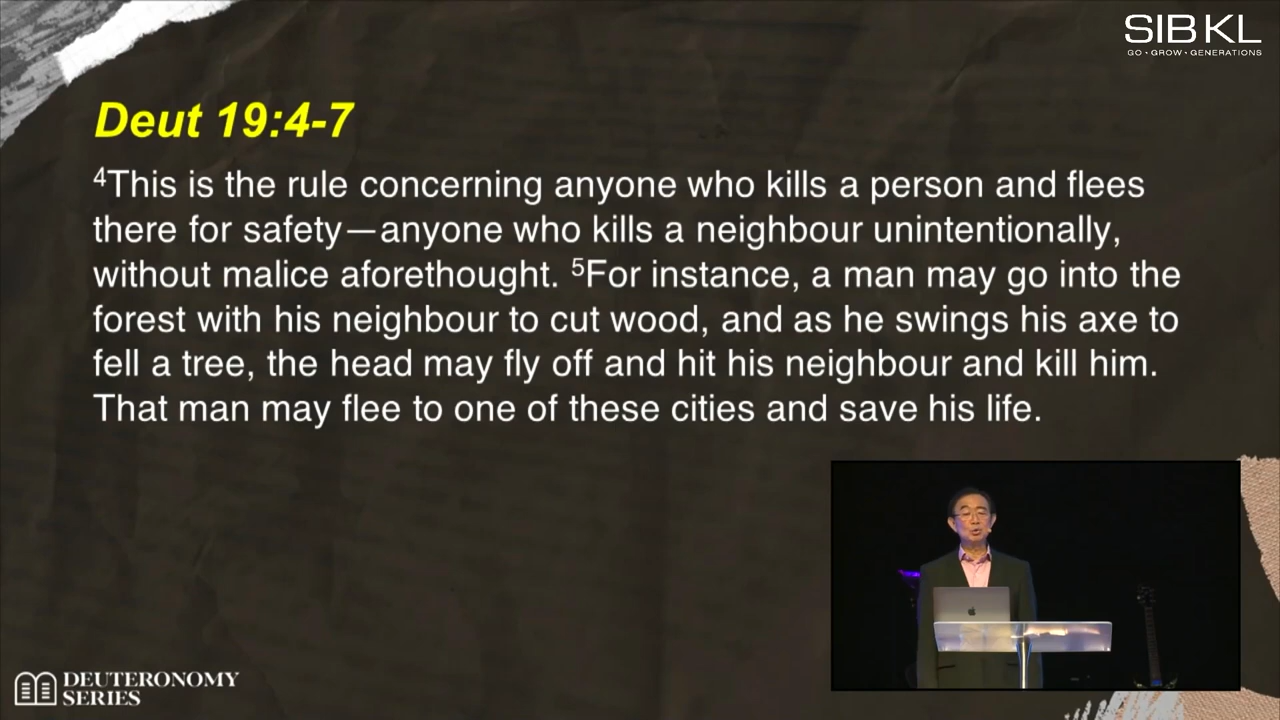 SIBKL
GO • GROW • GENERATIONS
Deut 19:4-7
⁴This is the rule concerning anyone who kills a person and flees
there for safety—anyone who kills a neighbour unintentionally,
without malice aforethought. ⁵For instance, a man may go into the
forest with his neighbour to cut wood, and as he swings his axe to
fell a tree, the head may fly off and hit his neighbour and kill him.
That man may flee to one of these cities and save his life.
DEUTERONOMY
SERIES